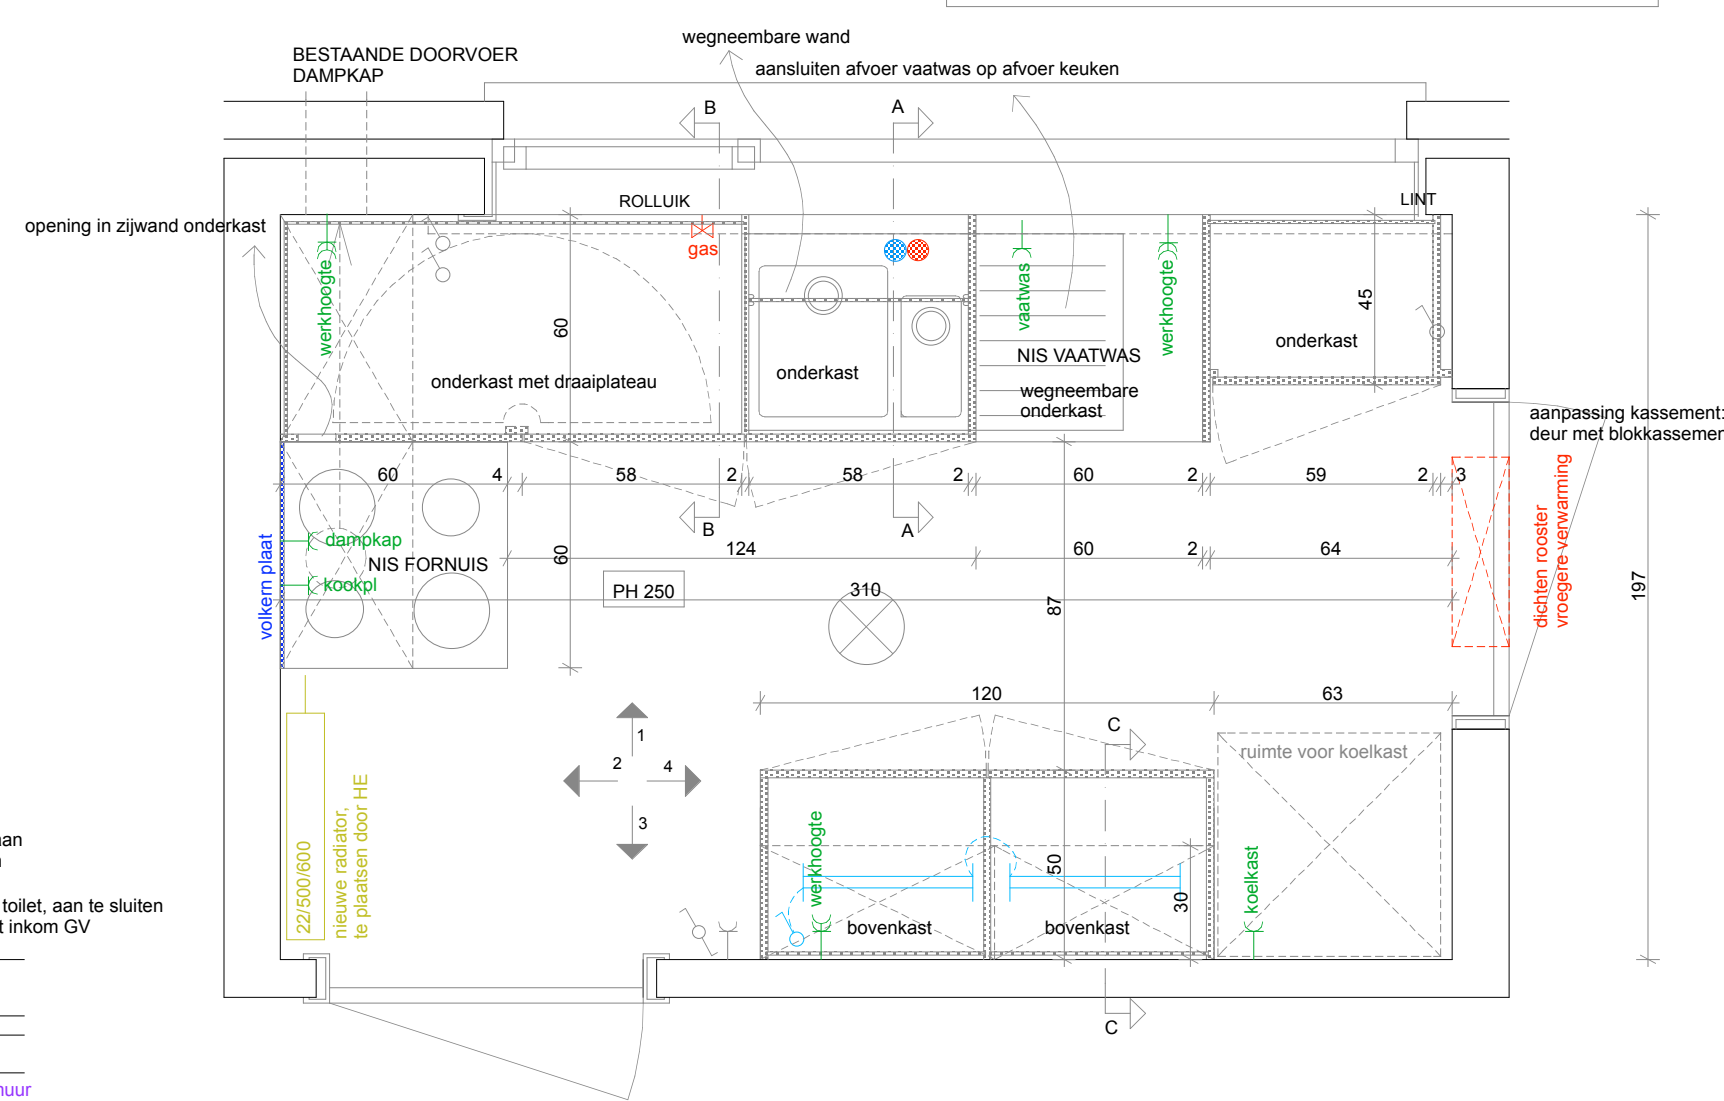 wegneembare wand
BESTAANDE DOORVOER
DAMPKAP
aansluiten afvoer vaatwas op afvoer keuken
B
A
ROLLUIK
LINT
opening in zijwand onderkast
gas
werkhoogte
vaatwas
werkhoogte
60
45
onderkast
NIS VAATWAS
onderkast met draaiplateau
onderkast
wegneembare
onderkast
aanpassing kassement:
60
4
58
2
58
2
60
2
59
2
3
B
A
dampkap
NIS FORNUIS
kookpl
volkern plaat
60
124
60
2
64
PH 250
310
87
dichten rooster
vroegere verwarming
197
120
63
1
2
4
3
C
ruimte voor koelkast
22/500/600
nieuwe radiator,
te plaatsen door HE
werkhoogte
50
30
koelkast
bovenkast
bovenkast
toilet, aan te sluiten
inkom GV
C